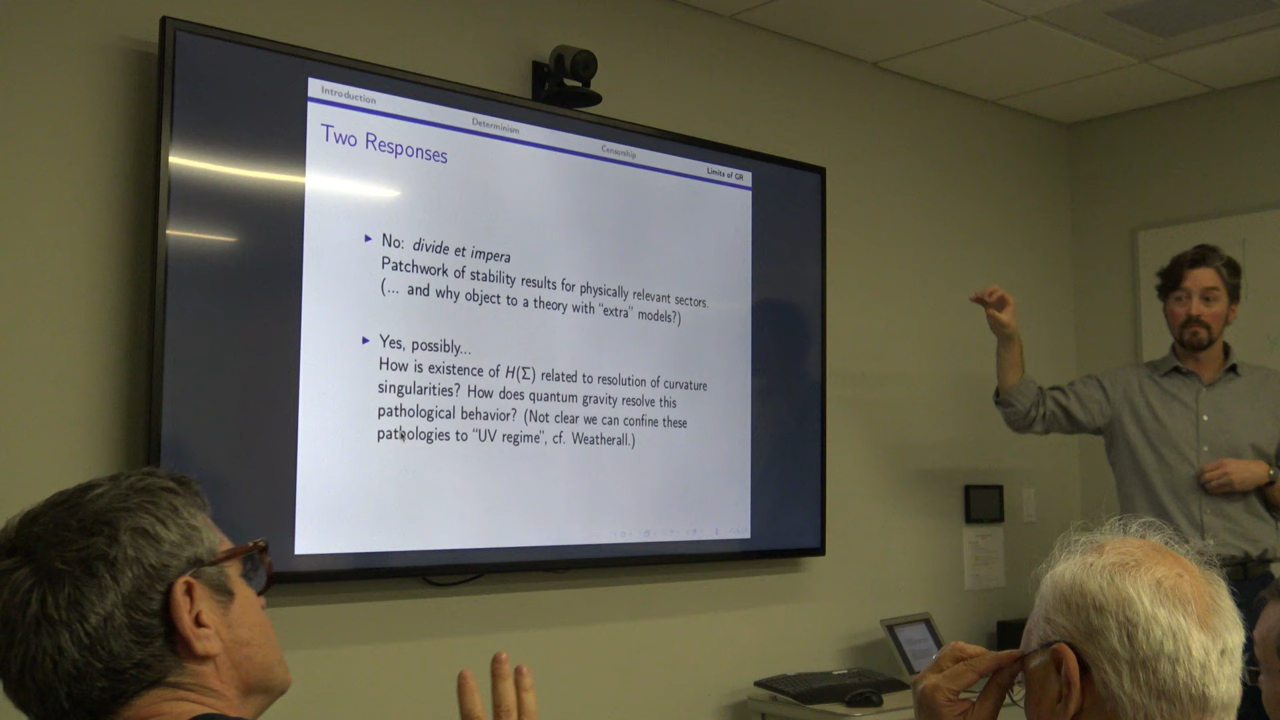 Introduction
Determinism
Censorship
Limits of GR
Two Responses
▶ No: divide et impera
Patchwork of stability results for physically relevant sectors.
(... and why object to a theory with "extra" models?)
▶ Yes, possibly...
How is existence of H(Σ) related to resolution of curvature
singularities? How does quantum gravity resolve this
pathological behavior? (Not clear we can confine these
pathologies to "UV regime", cf. Weatherall.)